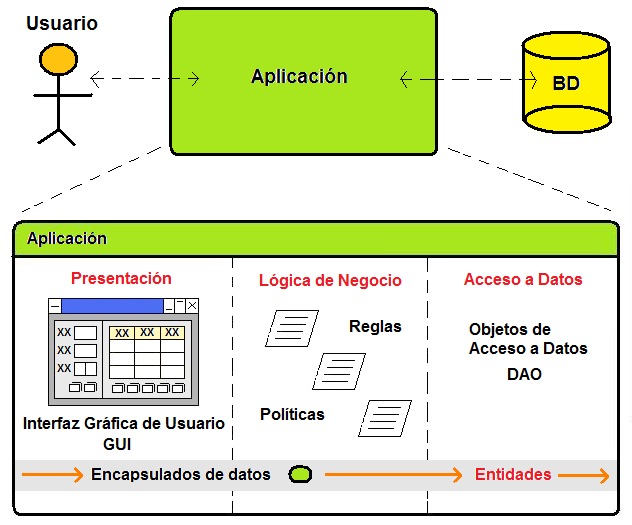 Usuario
Aplicación
BD
Aplicación
Presentación
Lógica de Negocio
Acceso a Datos
XX
XX
XX
XX XX XX
Reglas
Políticas
Objetos de
Acceso a Datos
DAO
Interfaz Gráfica de Usuario
GUI
Encapsulados de datos
Entidades